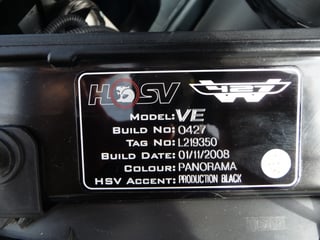 HSV W427
MODEL: VE
BUILD NO: 0427
TAG NO: L219350
BUILD DATE: 01/11/2008
COLOUR: PANORAMA
HSV ACCENT: PRODUCTION BLACK